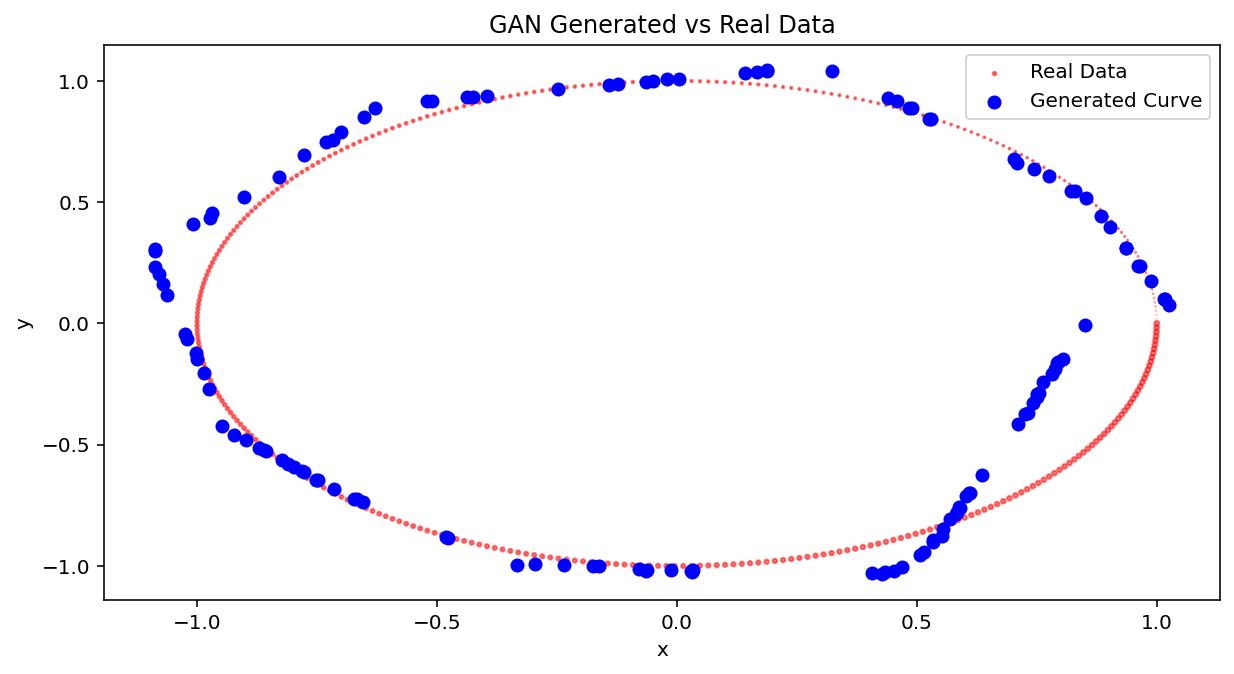 GAN Generated vs Real Data
Real Data
Generated Curve
1.0
0.5
0.0
−0.5
−1.0
y
−1.0 −0.5 0.0 0.5 1.0
x